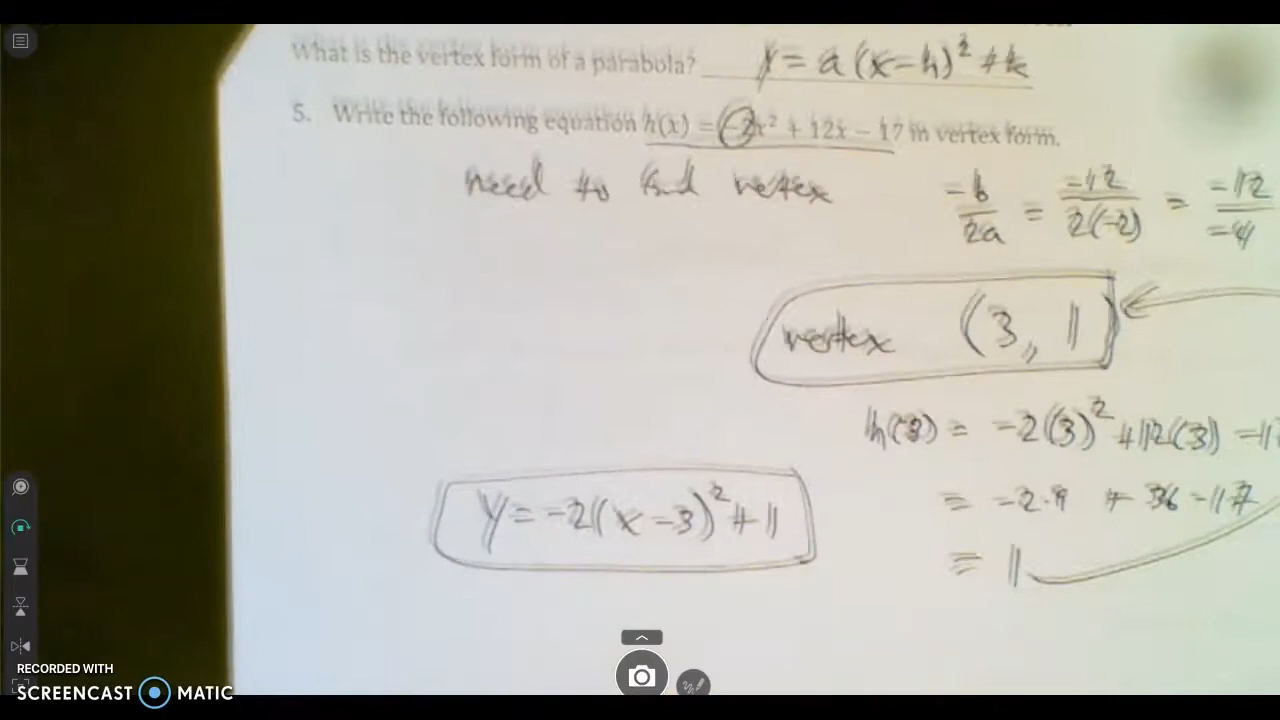 What is the vertex form of a parabola? y = a(x-h)² + k
5. Write the following equation h(x) = -2x² + 12x - 17 in vertex form.
need to find vertex
-b/2a = -12/2(-2) = -12/-4
vertex (3, 1)
h(3) = -2(3)² + 12(3) - 17
= -2·9 + 36 - 17
= 1
y = -2(x-3)² + 1
RECORDED WITH
SCREENCAST MATIC